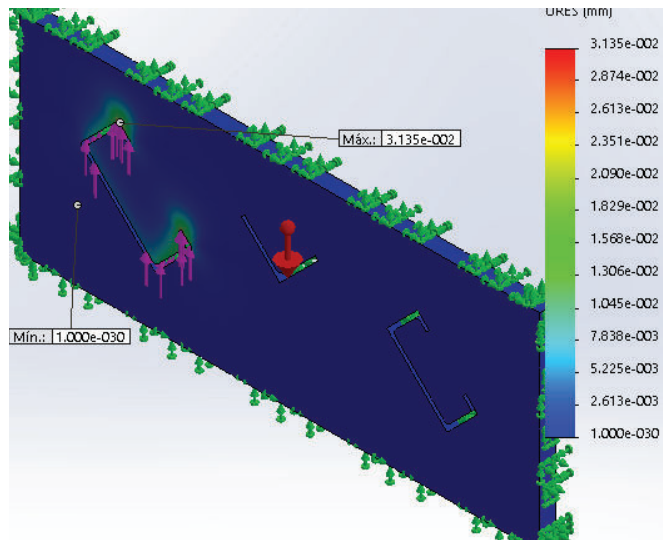 URES (mm)
3.135e-002
2.874e-002
2.613e-002
2.351e-002
2.090e-002
1.829e-002
1.568e-002
1.306e-002
1.045e-002
7.838e-003
5.225e-003
2.613e-003
1.000e-030
Máx.: 3.135e-002
Mín.: 1.000e-030